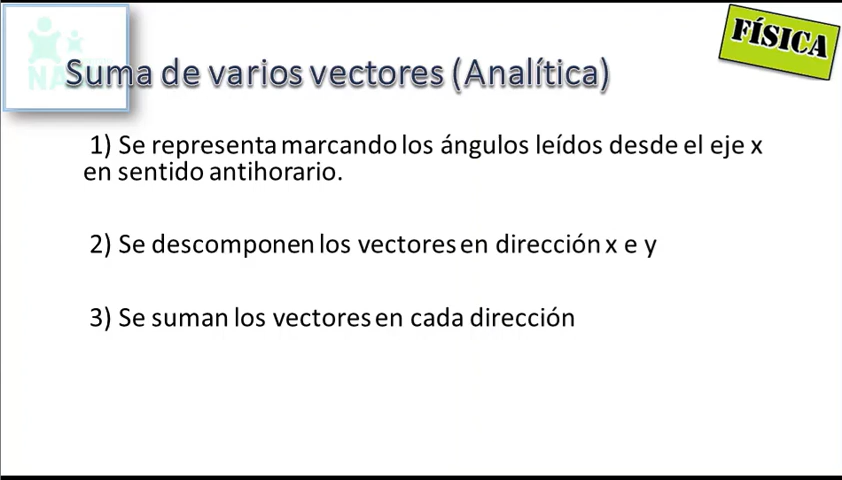 FÍSICA
Suma de varios vectores (Analítica)
1) Se representa marcando los ángulos leídos desde el eje x
en sentido antihorario.
2) Se descomponen los vectores en dirección x e y
3) Se suman los vectores en cada dirección